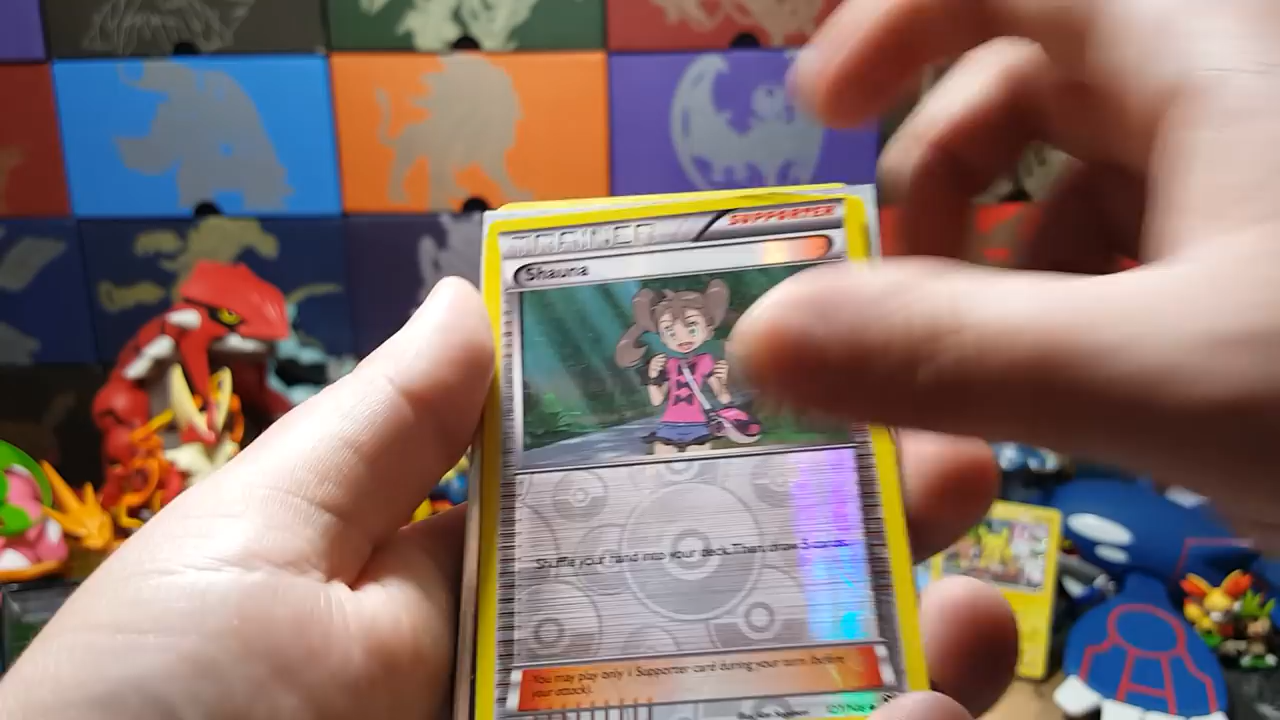 SUPPORTER
TRAINER
Shauna
Shuffle your hand into your deck. Then, draw 5 cards.
You may play only 1 Supporter card during your turn (before
your attack).